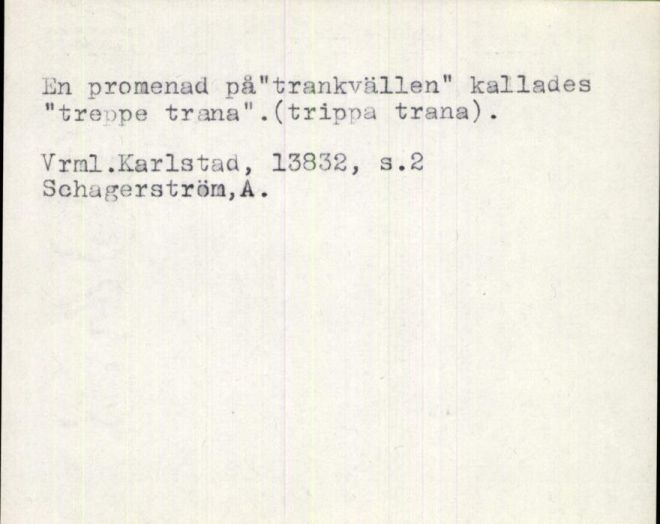 En promenad på"trankvällen" kallades
"treppe trana".(trippa trana).
Vrml.Karlstad, 13832, s.2
Schagerström,A.